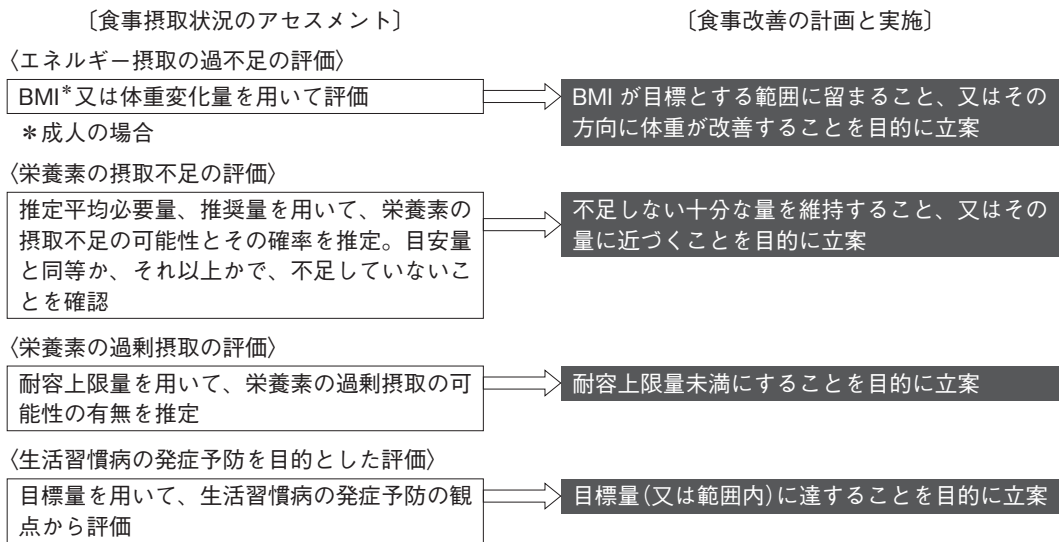 〔食事摂取状況のアセスメント〕
〔食事改善の計画と実施〕
〈エネルギー摂取の過不足の評価〉
BMI*又は体重変化量を用いて評価
*成人の場合
BMI が目標とする範囲に留まること、又はその
方向に体重が改善することを目的に立案
〈栄養素の摂取不足の評価〉
推定平均必要量、推奨量を用いて、栄養素の
摂取不足の可能性とその確率を推定。目安量
と同等か、それ以上かで、不足していないこ
とを確認
不足しない十分な量を維持すること、又はその
量に近づくことを目的に立案
〈栄養素の過剰摂取の評価〉
耐容上限量を用いて、栄養素の過剰摂取の可
能性の有無を推定
耐容上限量未満にすることを目的に立案
〈生活習慣病の発症予防を目的とした評価〉
目標量を用いて、生活習慣病の発症予防の観
点から評価
目標量(又は範囲内)に達することを目的に立案